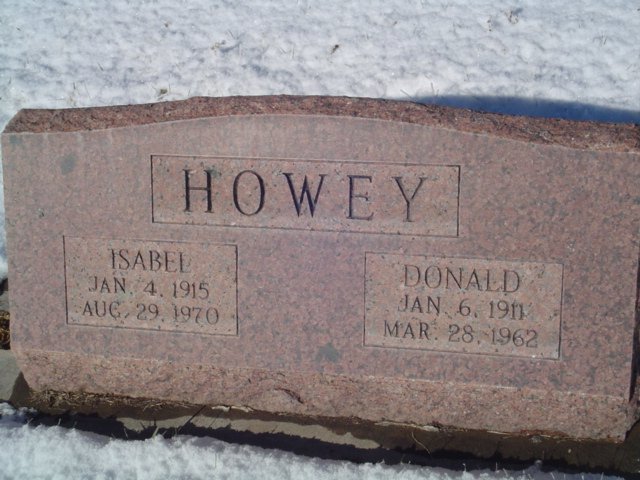 HOWEY
ISABEL
JAN. 4. 1915
AUG. 29. 1970
DONALD
JAN. 6. 1911
MAR. 28. 1962